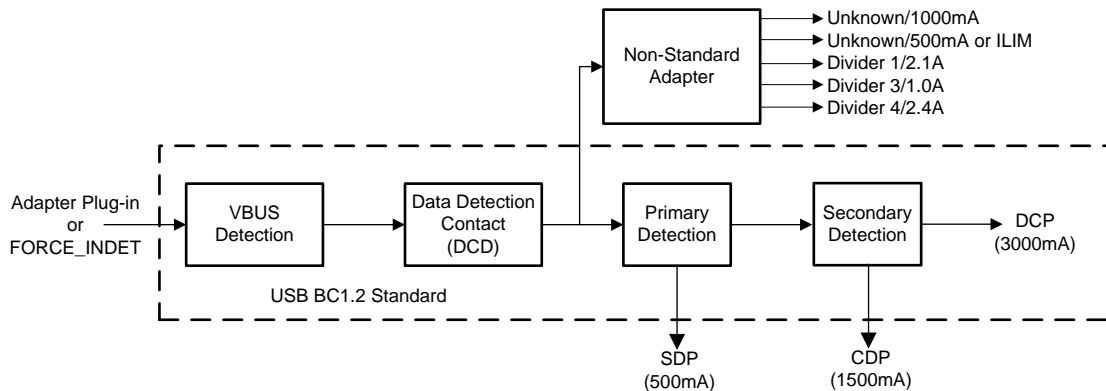 Unknown/1000mA
Unknown/500mA or ILIM
Non-Standard
Adapter
Divider 1/2.1A
Divider 3/1.0A
Divider 4/2.4A
Adapter Plug-in
or
FORCE_INDET
VBUS
Detection
Data Detection
Contact
(DCD)
Primary
Detection
Secondary
Detection
DCP
(3000mA)
USB BC1.2 Standard
SDP
(500mA)
CDP
(1500mA)